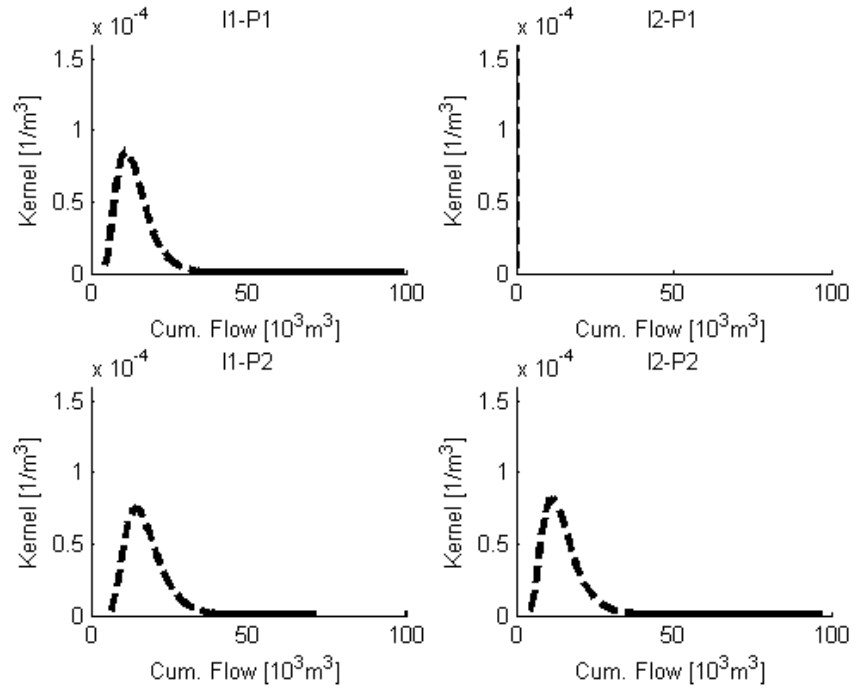 I1-P1
x 10^-4
1.5
1
0.5
0
Kernel [1/m^3]
0 50 100
Cum. Flow [10^3m^3]
I2-P1
x 10^-4
1.5
1
0.5
0
Kernel [1/m^3]
0 50 100
Cum. Flow [10^3m^3]
I1-P2
x 10^-4
1.5
1
0.5
0
Kernel [1/m^3]
0 50 100
Cum. Flow [10^3m^3]
I2-P2
x 10^-4
1.5
1
0.5
0
Kernel [1/m^3]
0 50 100
Cum. Flow [10^3m^3]